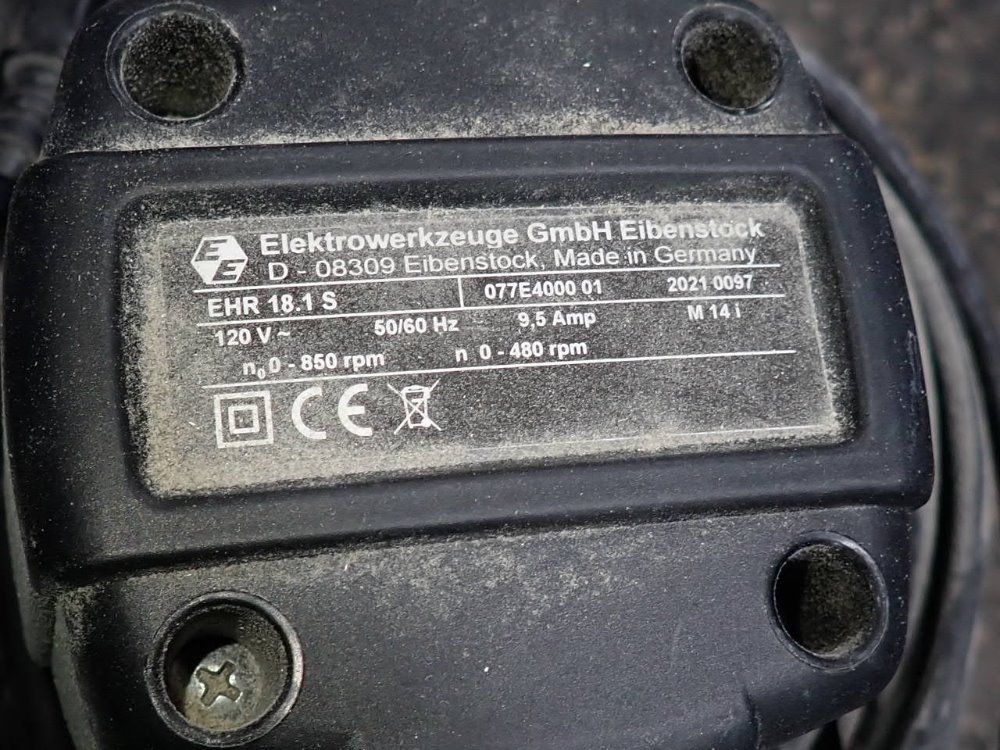 EE Elektrowerkzeuge GmbH Eibenstock
D - 08309 Eibenstock, Made in Germany
EHR 18.1 S 077E4000 01 2021 0097
120 V ~ 50/60 Hz 9,5 Amp M 14 i
n₀ 0 - 850 rpm n 0 - 480 rpm
CE